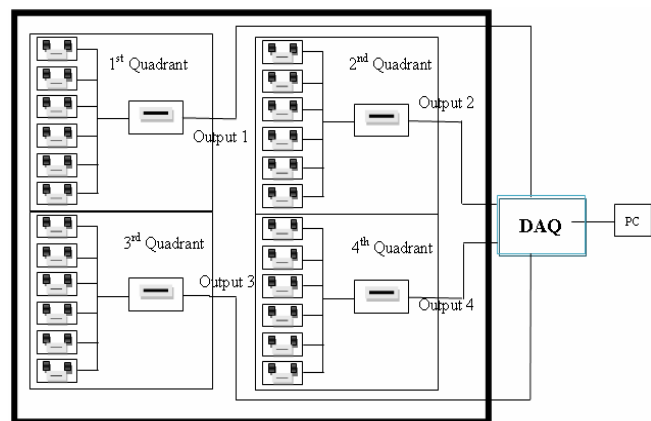 1st Quadrant
Output 1
2nd Quadrant
Output 2
3rd Quadrant
Output 3
4th Quadrant
Output 4
DAQ
PC